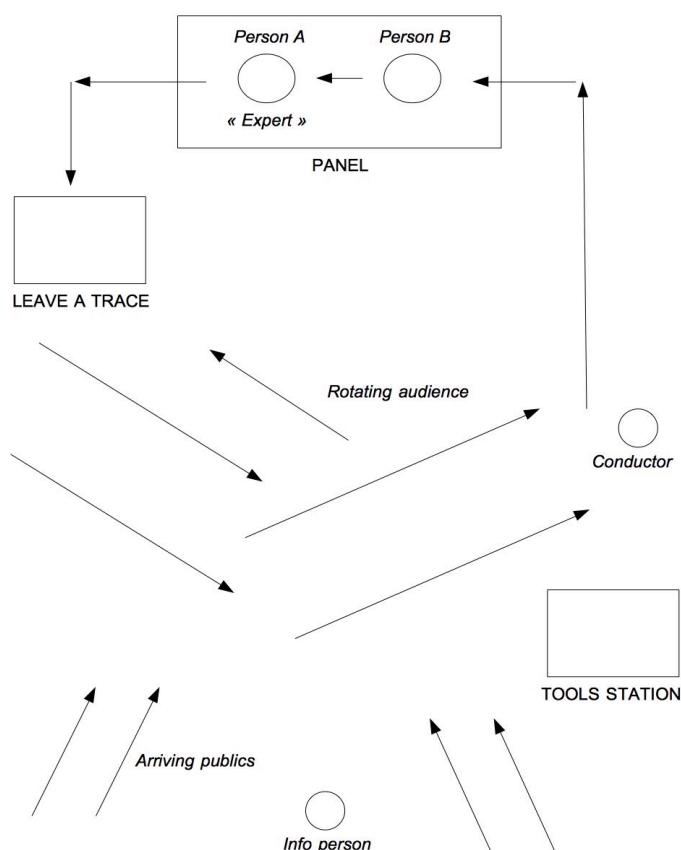 Person A
Person B
« Expert »
PANEL
LEAVE A TRACE
Rotating audience
Conductor
TOOLS STATION
Arriving publics
Info person